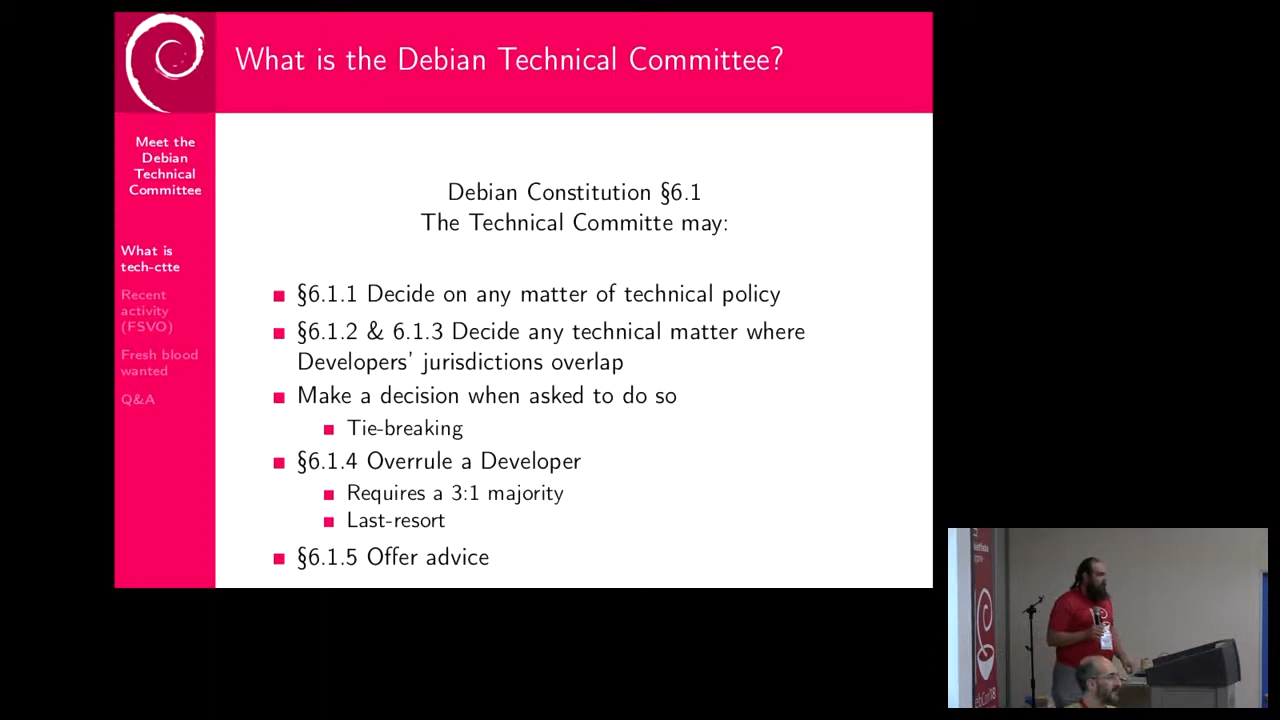 What is the Debian Technical Committee?
Meet the
Debian
Technical
Committee
What is
tech-ctte
Recent
activity
(FSVO)
Fresh blood
wanted
Q&A
Debian Constitution §6.1
The Technical Committe may:
§6.1.1 Decide on any matter of technical policy
§6.1.2 & 6.1.3 Decide any technical matter where
Developers' jurisdictions overlap
Make a decision when asked to do so
Tie-breaking
§6.1.4 Overrule a Developer
Requires a 3:1 majority
Last-resort
§6.1.5 Offer advice